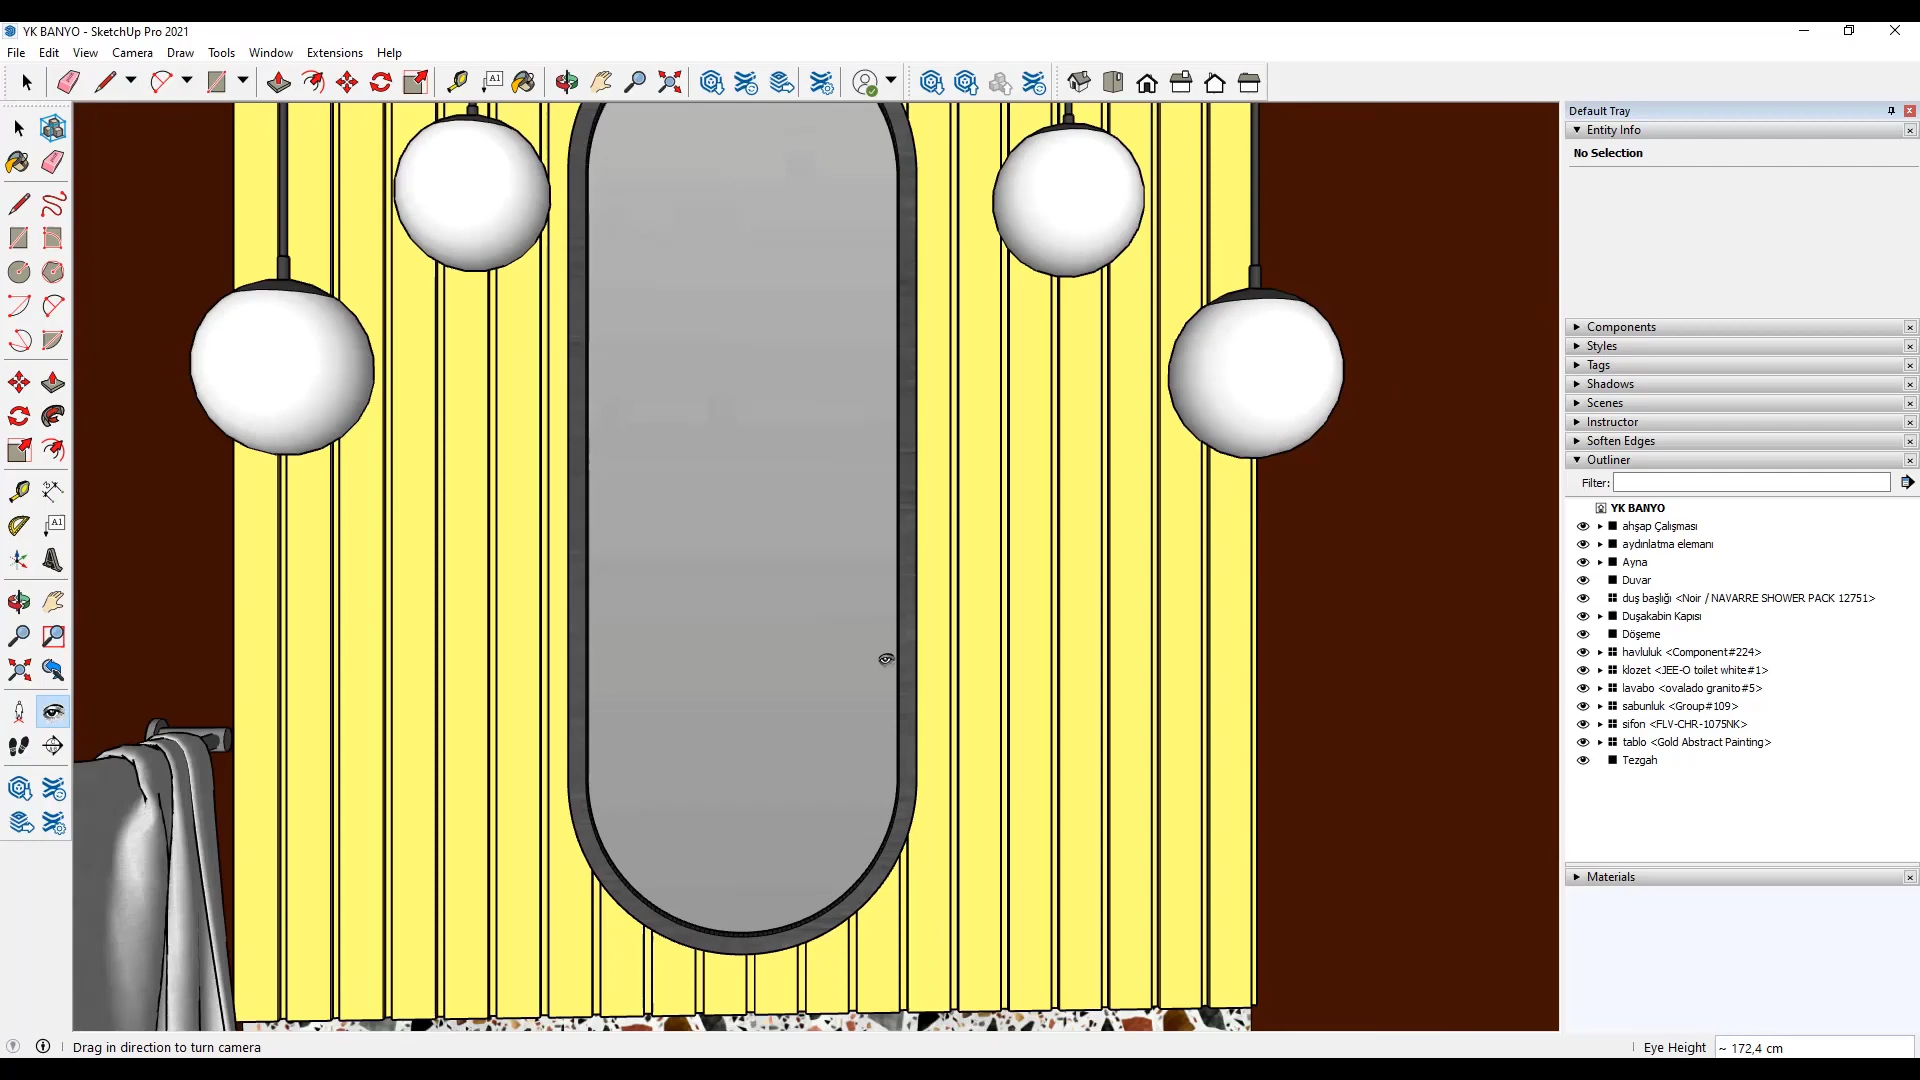 YK BANYO - SketchUp Pro 2021
File Edit View Camera Draw Tools Window Extensions Help
A1
Default Tray
Entity Info
No Selection
Components
Styles
Tags
Shadows
Scenes
Instructor
Soften Edges
Outliner
Filter:
YK BANYO
ahşap Çalışması
aydınlatma elemanı
Ayna
Duvar
duş başlığı <Noir / NAVARRE SHOWER PACK 12751>
Duşakabin Kapısı
Döşeme
havluluk <Component#224>
klozet <JEE-O toilet white#1>
lavabo <ovalado granito#5>
sabunluk <Group#109>
sifon <FLV-CHR-1075NK>
tablo <Gold Abstract Painting>
Tezgah
Materials
A1
Drag in direction to turn camera
Eye Height ~ 172,4 cm